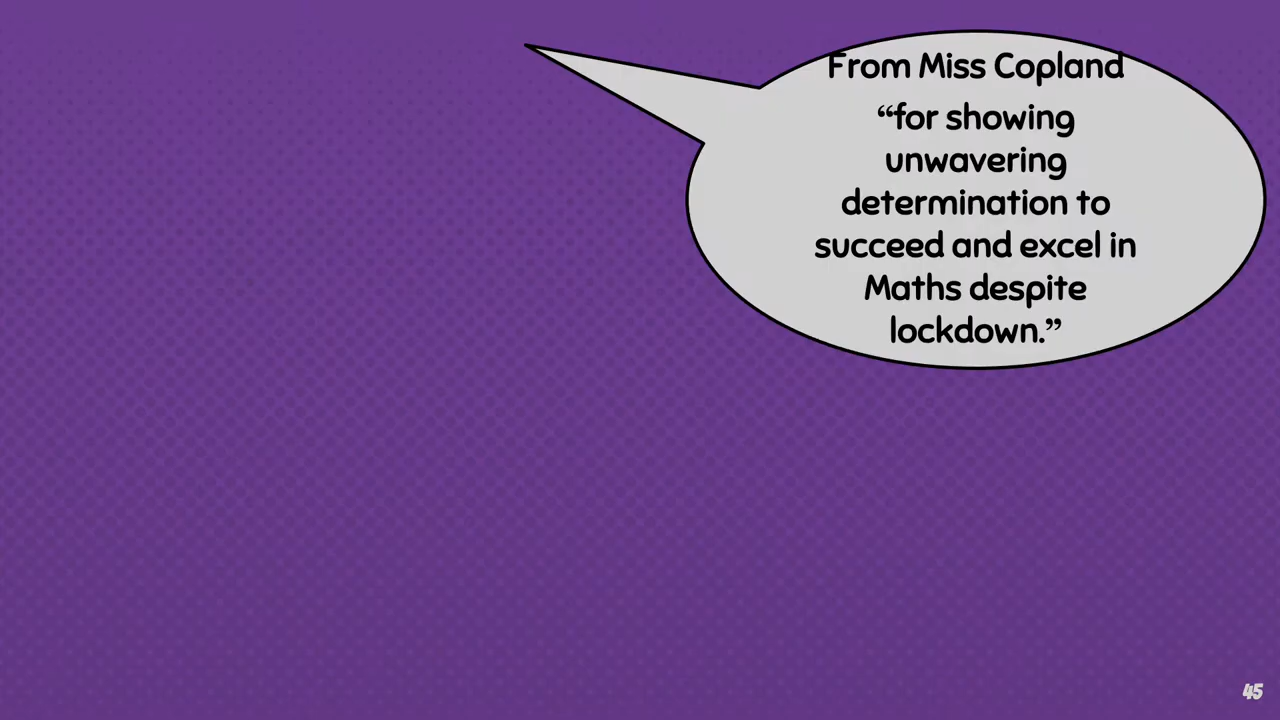 From Miss Copland
“for showing
unwavering
determination to
succeed and excel in
Maths despite
lockdown.”
45